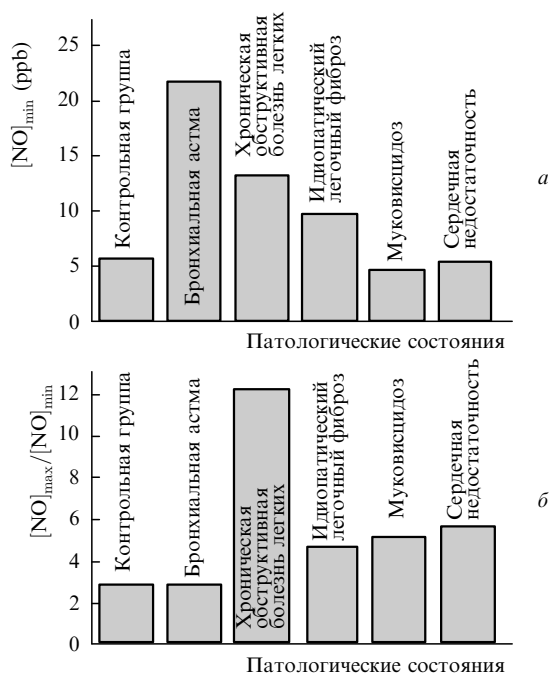 [NO]min (ppb)
25
20
15
10
5
0
Контрольная группа
Бронхиальная астма
Хроническая
обструктивная
болезнь легких
Идиопатический
легочный фиброз
Муковисцидоз
Сердечная
недостаточность
а
Патологические состояния
[NO]max/[NO]min
12
10
8
6
4
2
0
Контрольная группа
Бронхиальная астма
Хроническая
обструктивная
болезнь легких
Идиопатический
легочный фиброз
Муковисцидоз
Сердечная
недостаточность
б
Патологические состояния